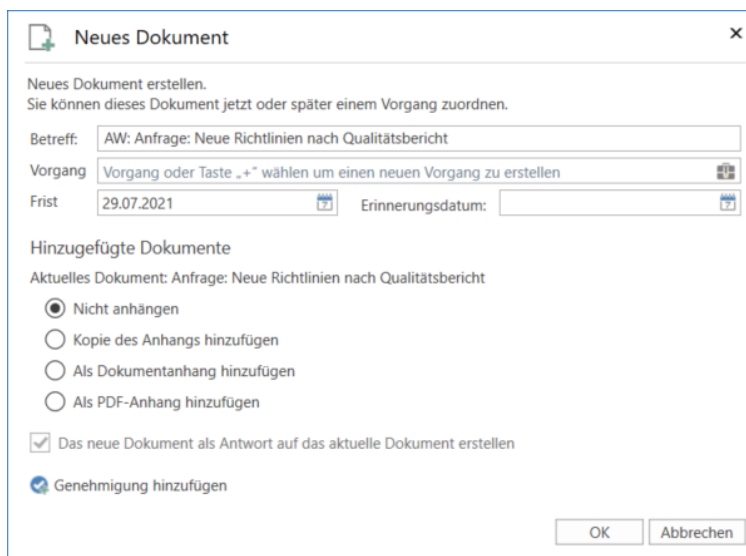 Neues Dokument
Neues Dokument erstellen.
Sie können dieses Dokument jetzt oder später einem Vorgang zuordnen.
Betreff: AW: Anfrage: Neue Richtlinien nach Qualitätsbericht
Vorgang Vorgang oder Taste „+“ wählen um einen neuen Vorgang zu erstellen
Frist 29.07.2021 Erinnerungsdatum:
Hinzugefügte Dokumente
Aktuelles Dokument: Anfrage: Neue Richtlinien nach Qualitätsbericht
Nicht anhängen
Kopie des Anhangs hinzufügen
Als Dokumentanhang hinzufügen
Als PDF-Anhang hinzufügen
Das neue Dokument als Antwort auf das aktuelle Dokument erstellen
Genehmigung hinzufügen
OK Abbrechen